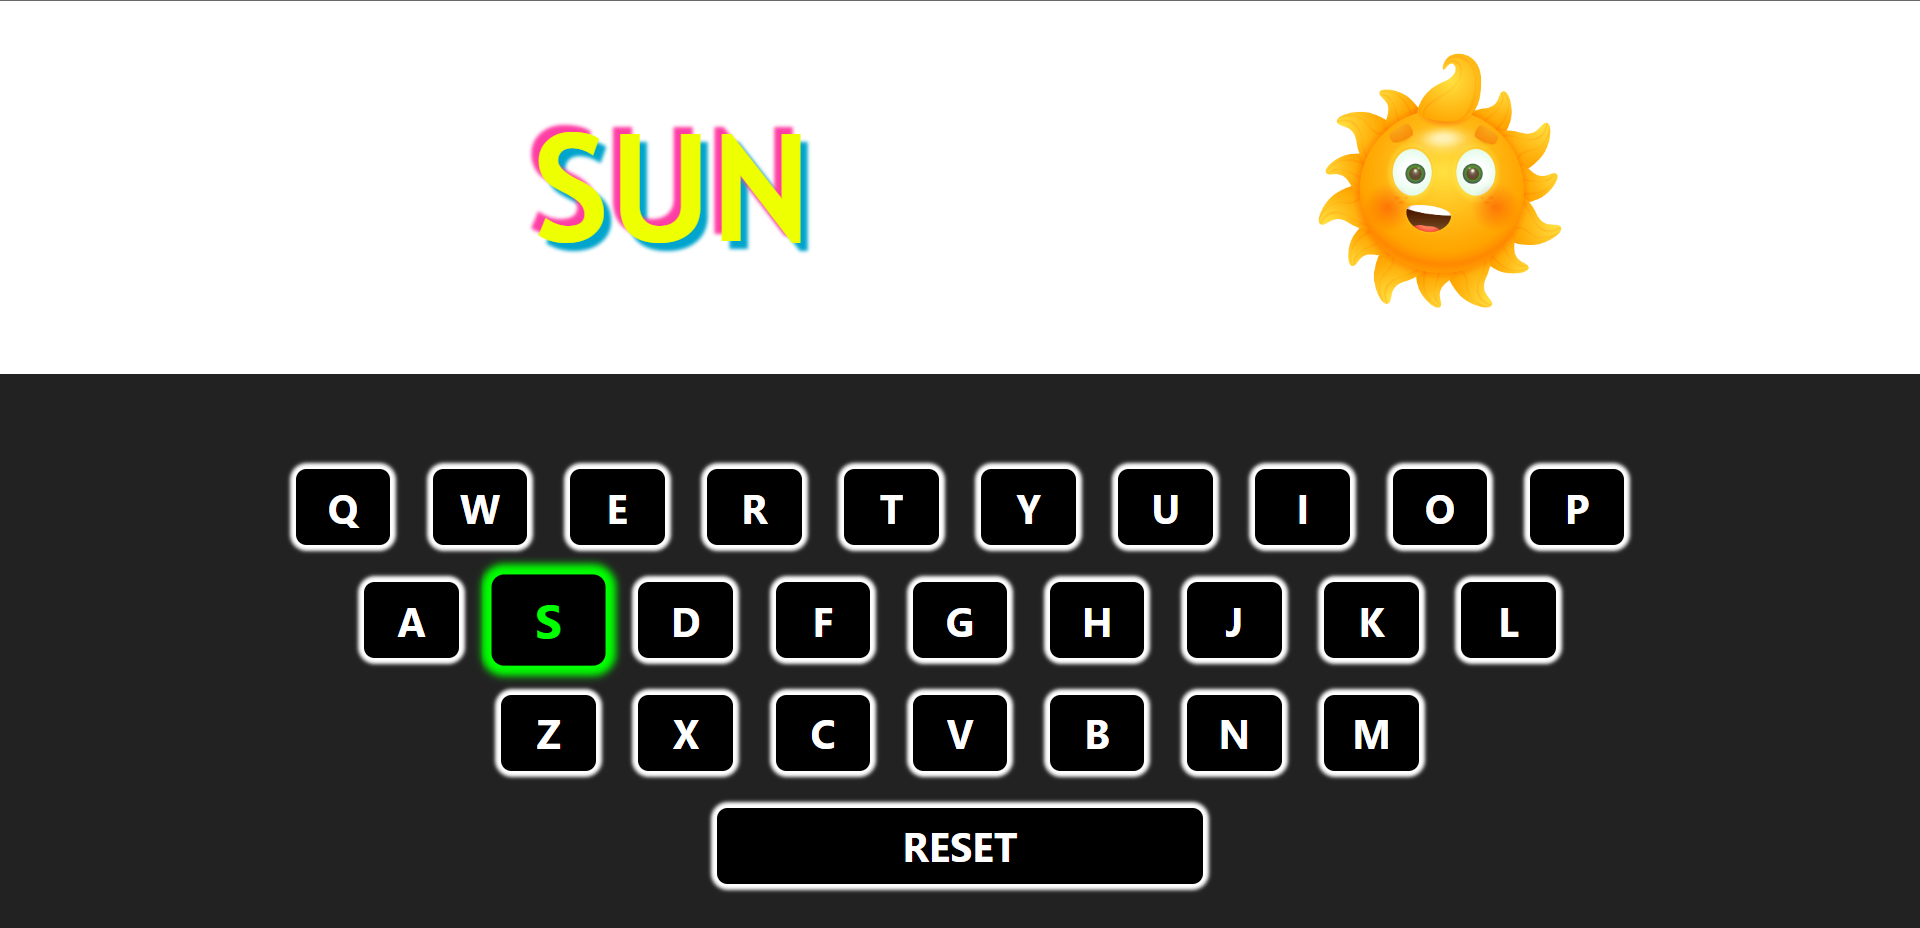 SUN
Q W E R T Y U I O P
A S D F G H J K L
Z X C V B N M
RESET